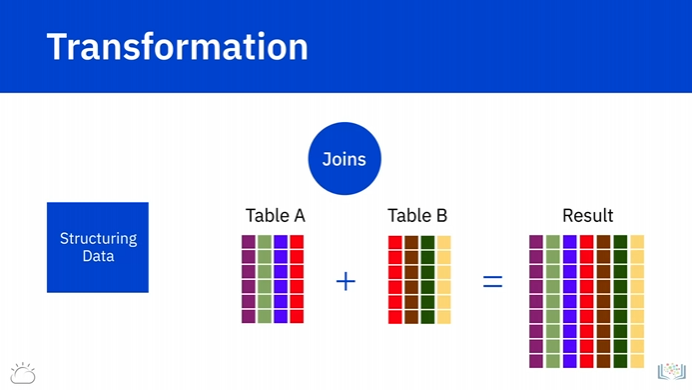 Transformation
Joins
Structuring
Data
Table A
Table B
Result
+
=